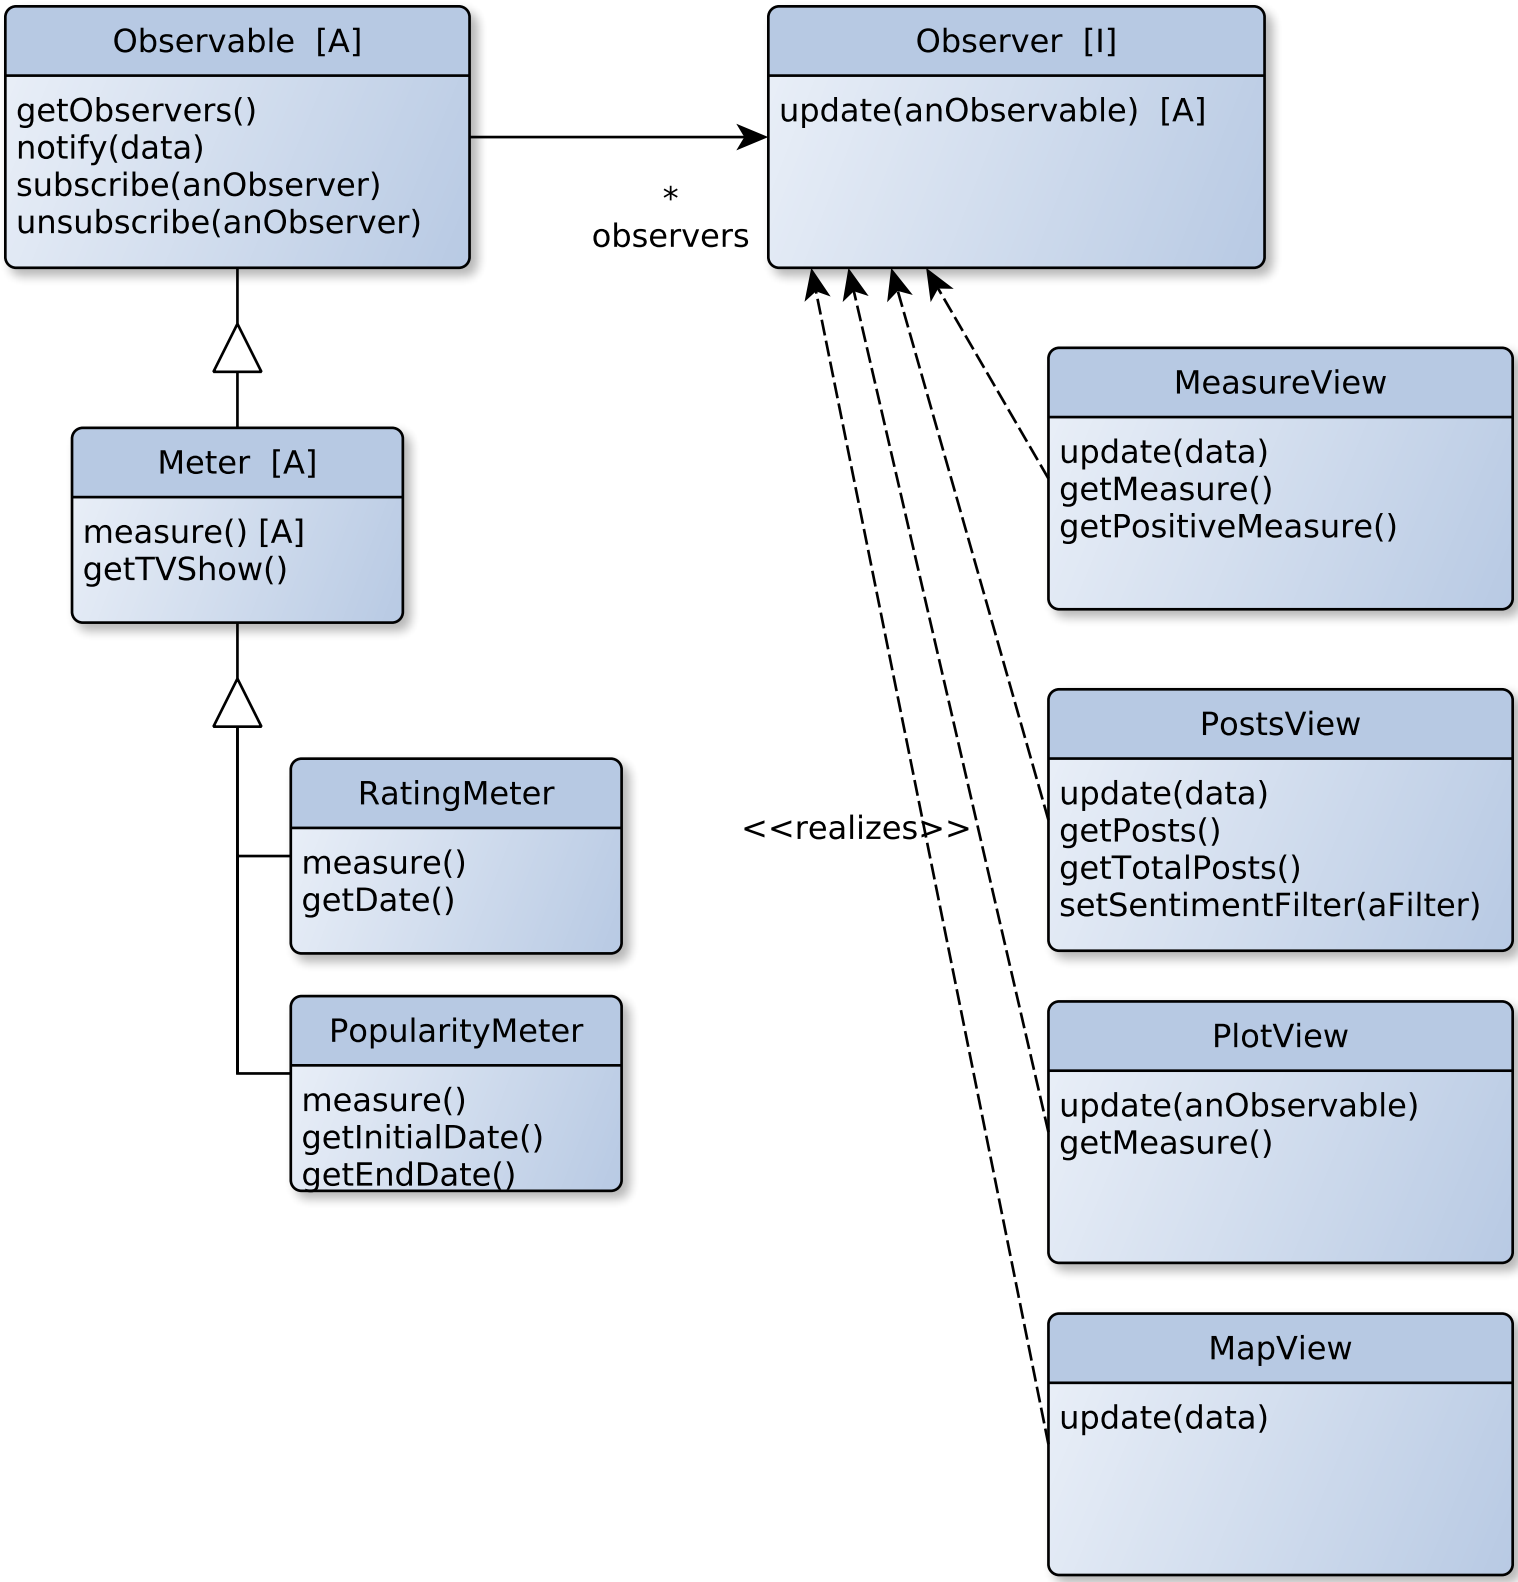 Observable  [A]
getObservers()
notify(data)
subscribe(anObserver)
unsubscribe(anObserver)
*
observers
Observer  [I]
update(anObservable)  [A]
Meter  [A]
measure() [A]
getTVShow()
RatingMeter
measure()
getDate()
PopularityMeter
measure()
getInitialDate()
getEndDate()
<<realizes>>
MeasureView
update(data)
getMeasure()
getPositiveMeasure()
PostsView
update(data)
getPosts()
getTotalPosts()
setSentimentFilter(aFilter)
PlotView
update(anObservable)
getMeasure()
MapView
update(data)